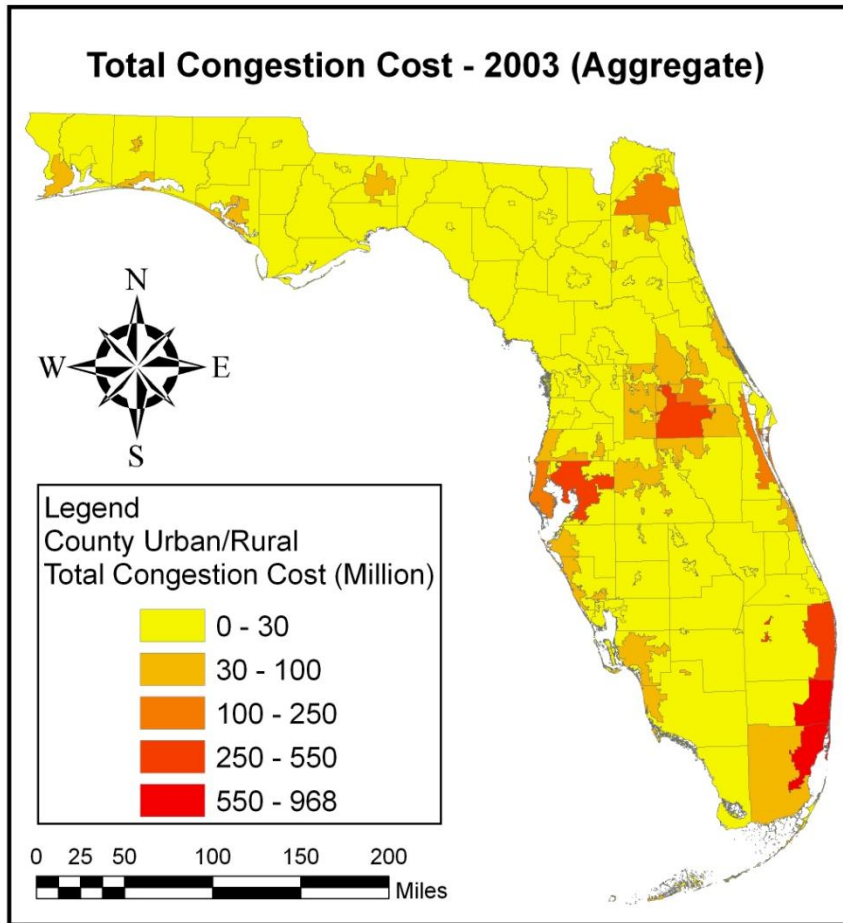 Total Congestion Cost - 2003 (Aggregate)
N
W E
S
Legend
County Urban/Rural
Total Congestion Cost (Million)
0 - 30
30 - 100
100 - 250
250 - 550
550 - 968
0 25 50 100 150 200
Miles